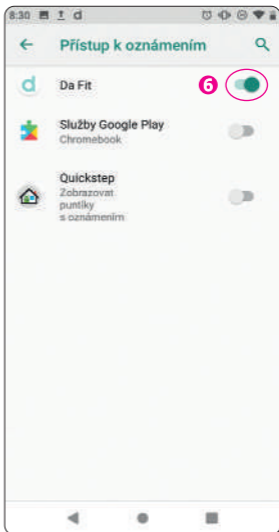 8:30
Přístup k oznámením
Da Fit
6
Služby Google Play
Chromebook
Quickstep
Zobrazovat
puntíky
s oznámením